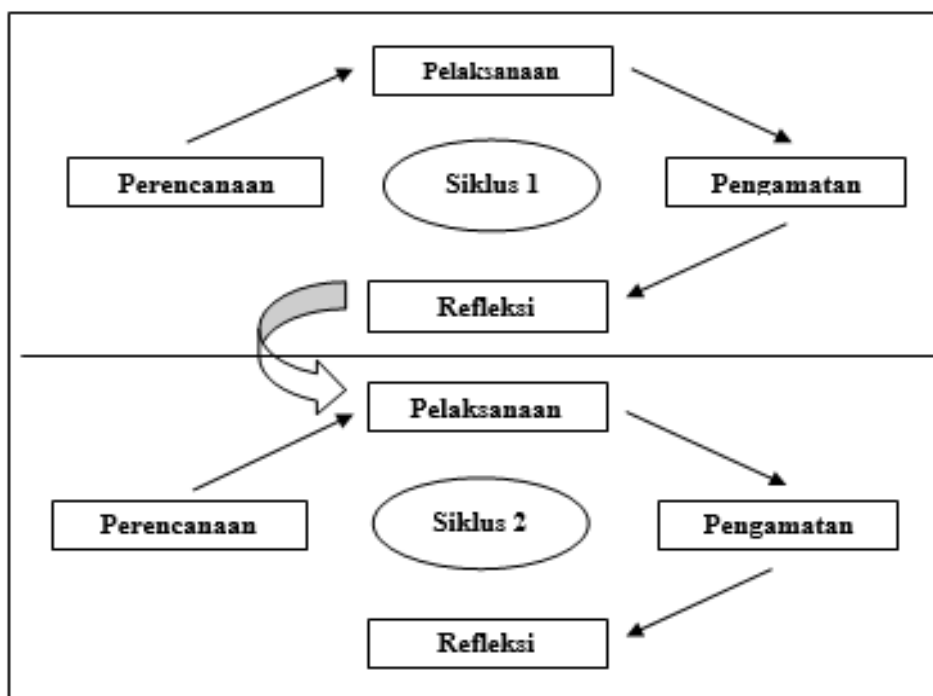 Pelaksanaan
Perencanaan
Siklus 1
Pengamatan
Refleksi
Pelaksanaan
Perencanaan
Siklus 2
Pengamatan
Refleksi